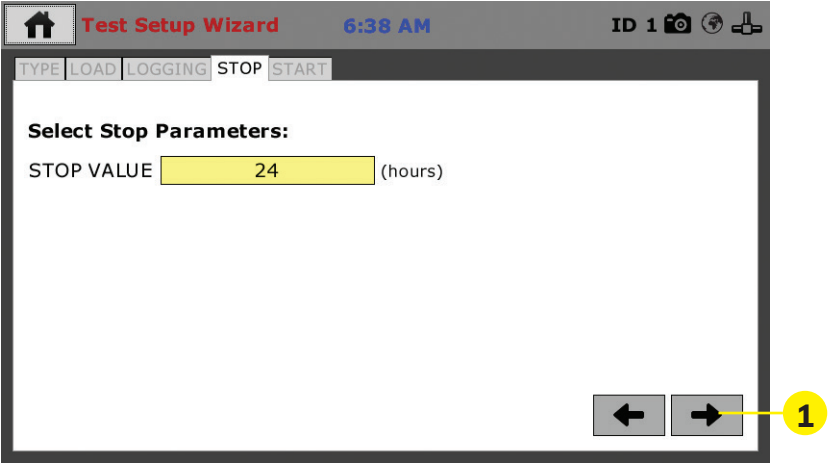 Test Setup Wizard 6:38 AM ID 1
TYPE LOAD LOGGING STOP START
Select Stop Parameters:
STOP VALUE 24 (hours)
1